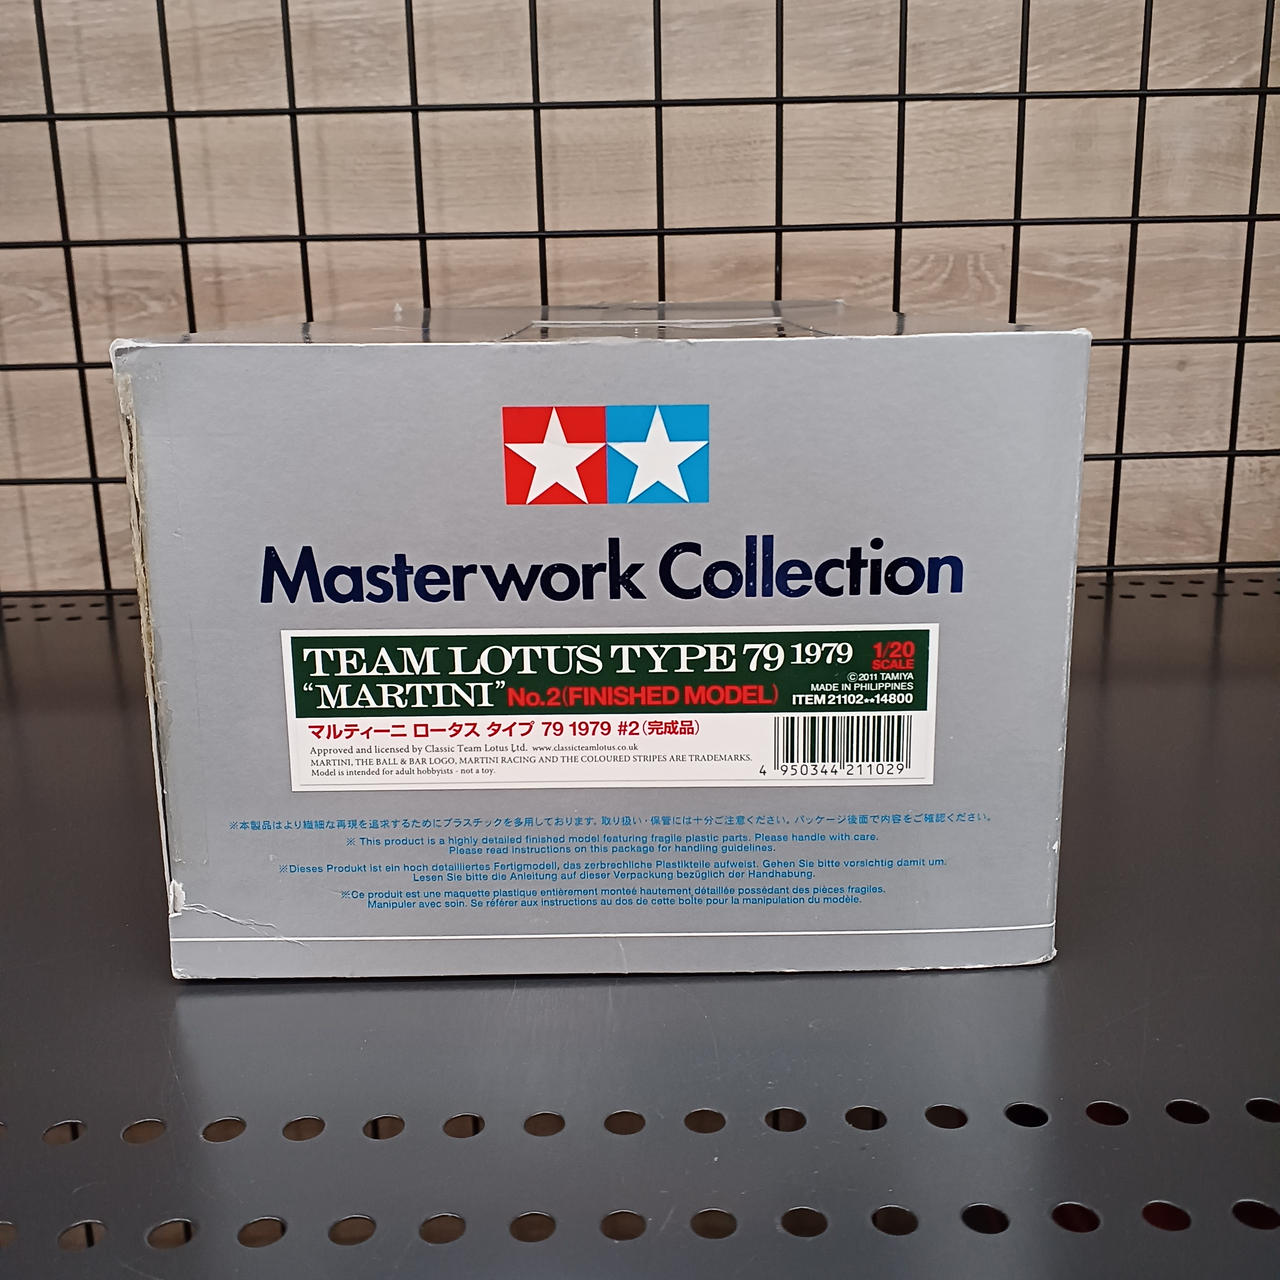 Masterwork Collection
TEAM LOTUS TYPE 79 1979 1/20 SCALE
"MARTINI" No.2 (FINISHED MODEL)
©2011 TAMIYA
MADE IN PHILIPPINES
ITEM 21102**14800
マルティーニ ロータス タイプ 79 1979 #2 (完成品)
Approved and licensed by Classic Team Lotus Ltd. www.classicteamlotus.co.uk
MARTINI, THE BALL & BAR LOGO, MARTINI RACING AND THE COLOURED STRIPES ARE TRADEMARKS.
Model is intended for adult hobbyists - not a toy.
4 950344 211029
※本製品はより繊細な再現を追求するためにプラスチックを多用しております。取り扱い・保管には十分ご注意ください。パッケージ後面で内容をご確認ください。
※ This product is a highly detailed finished model featuring fragile plastic parts. Please handle with care.
Please read instructions on this package for handling guidelines.
※Dieses Produkt ist ein hoch detailliertes Fertigmodell, das zerbrechliche Plastikteile aufweist. Gehen Sie bitte vorsichtig damit um.
Lesen Sie bitte die Anleitung auf dieser Verpackung bezüglich der Handhabung.
※Ce produit est une maquette plastique entièrement monteé hautement détaillée possédant des pièces fragiles.
Manipuler avec soin. Se référer aux instructions au dos de cette boîte pour la manipulation du modèle.